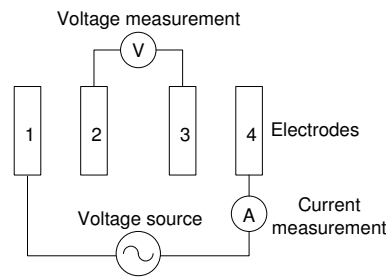 Voltage measurement
V
1
2
3
4
Electrodes
Voltage source
A
Current
measurement